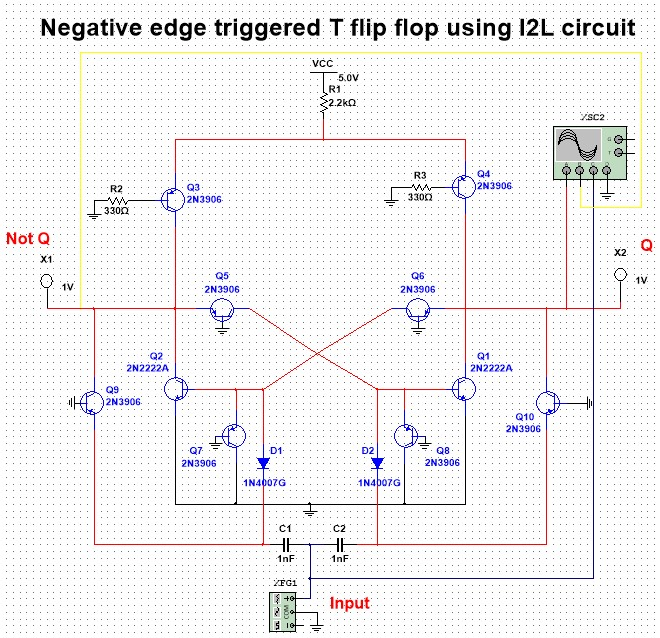 Negative edge triggered T flip flop using I2L circuit
VCC
5.0V
R1
2.2kΩ
XSC2
G
T
A B C D
Q3
2N3906
R2
330Ω
Q4
2N3906
R3
330Ω
Not Q
Q
X1
1V
X2
1V
Q5
2N3906
Q6
2N3906
Q2
2N2222A
Q1
2N2222A
Q9
2N3906
Q10
2N3906
Q7
2N3906
D1
1N4007G
D2
1N4007G
Q8
2N3906
C1
1nF
C2
1nF
XFG1
COM
Input